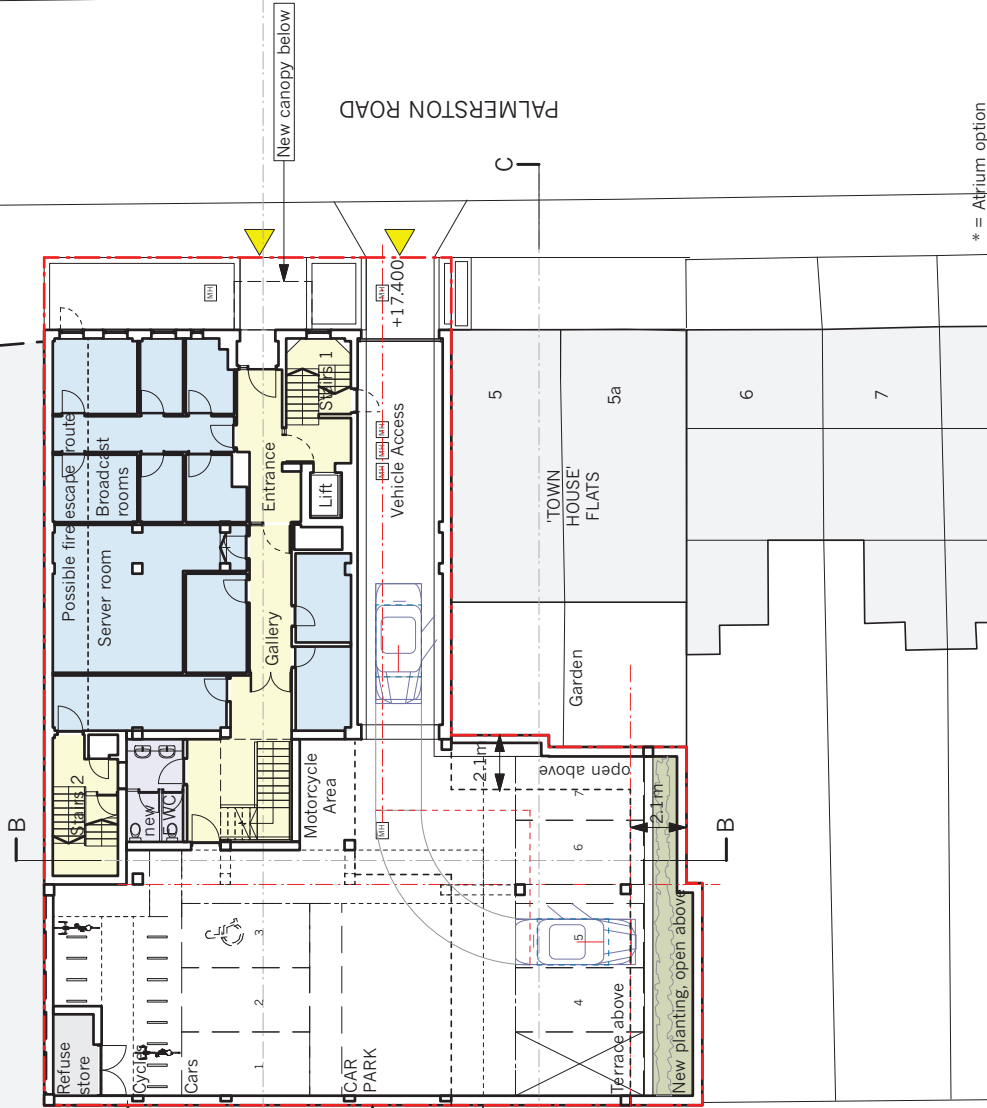 New canopy below
PALMERSTON ROAD
C
* = Atrium option
B
MH
MH
+17.400
Possible fire escape route
Broadcast
rooms
Server room
Entrance
Stairs 1
Lift
Vehicle Access
MH
MH
MH
Gallery
5
5a
6
7
'TOWN
HOUSE'
FLATS
Garden
Stairs 2
new
WC
Motorcycle
Area
MH
2.1m
open above
2.1m
B
Refuse
store
Cycles
Cars
1
2
3
CAR
PARK
4
5
6
7
Terrace above
New planting, open above